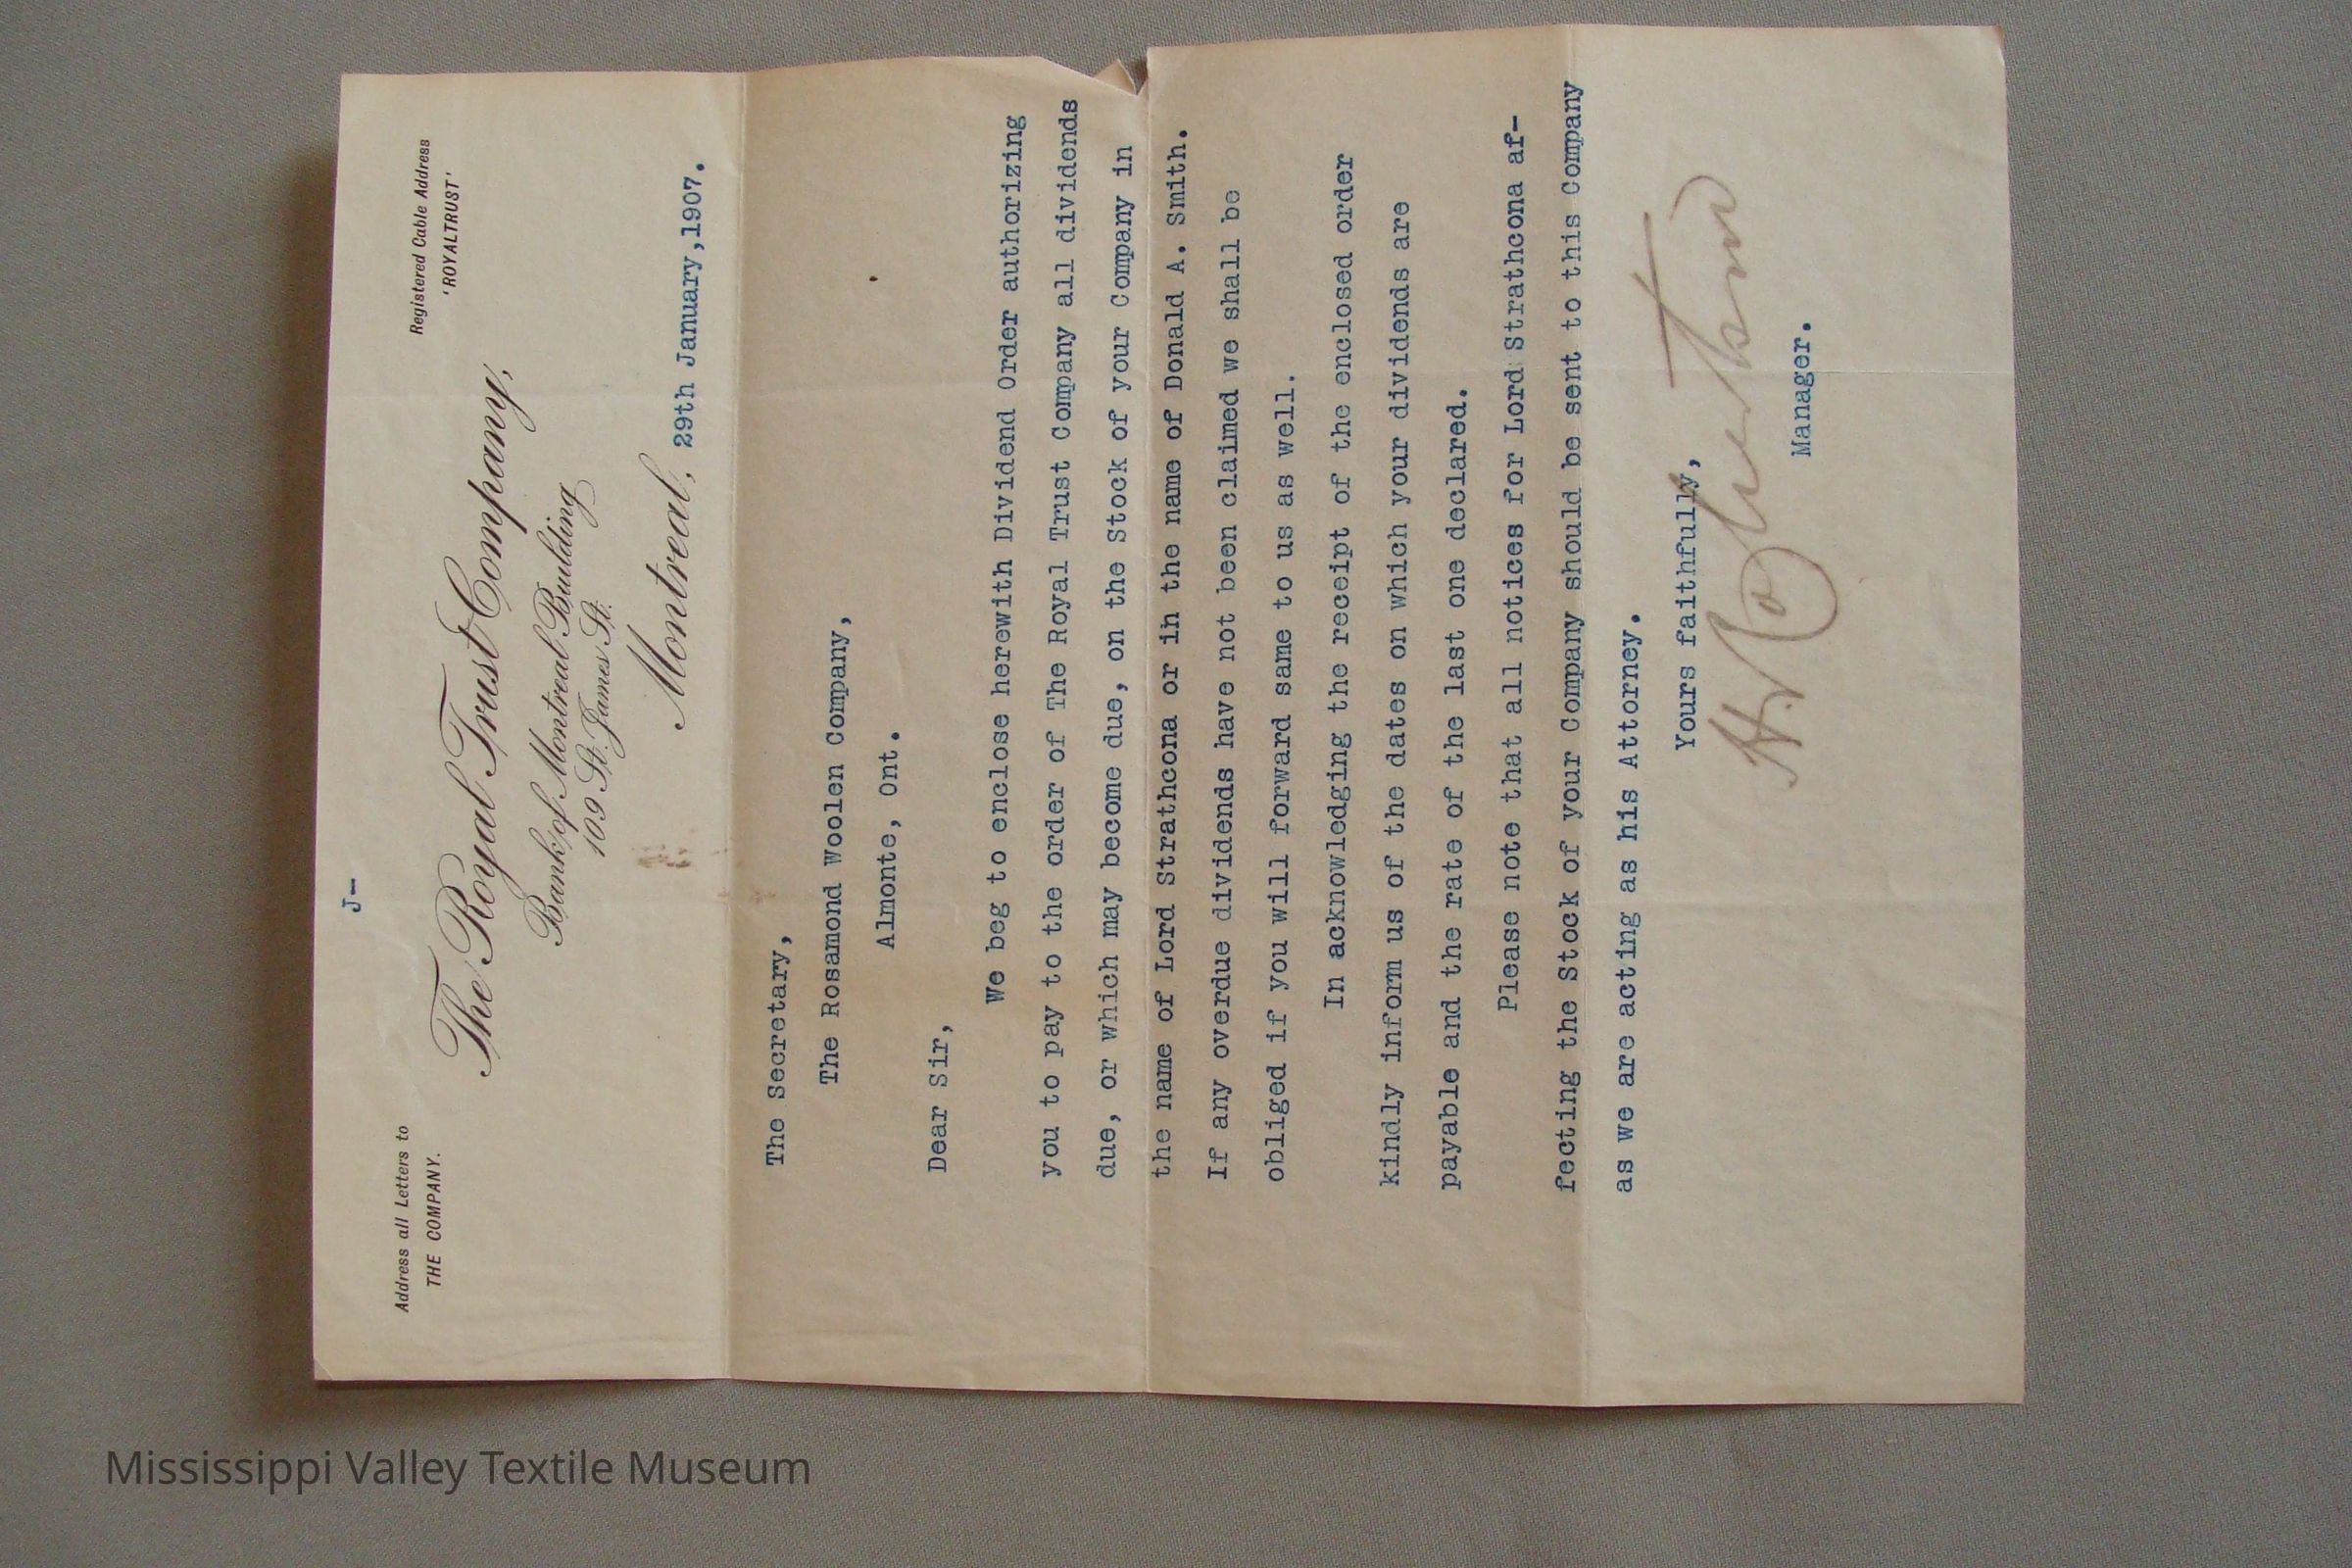 J-
Address all Letters to
THE COMPANY.
Registered Cable Address
'ROYALTRUST'
The Royal Trust Company,
Bank of Montreal Building
109 St. James St.
Montreal, 29th January,1907.
The Secretary,
The Rosamond Woolen Company,
Almonte, Ont.
Dear Sir,
We beg to enclose herewith Dividend Order authorizing
you to pay to the order of The Royal Trust Company all dividends
due, or which may become due, on the Stock of your Company in
the name of Lord Strathcona or in the name of Donald A. Smith.
If any overdue dividends have not been claimed we shall be
obliged if you will forward same to us as well.
In acknowledging the receipt of the enclosed order
kindly inform us of the dates on which your dividends are
payable and the rate of the last one declared.
Please note that all notices for Lord Strathcona af-
fecting the Stock of your Company should be sent to this Company
as we are acting as his Attorney.
Yours faithfully,
H.
Manager.
Mississippi Valley Textile Museum